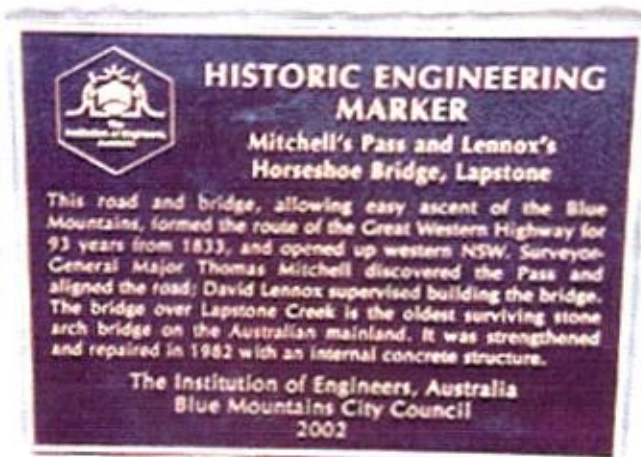 The
Institution of Engineers,
Australia
HISTORIC ENGINEERING
MARKER
Mitchell's Pass and Lennox's
Horseshoe Bridge, Lapstone
This road and bridge, allowing easy ascent of the Blue
Mountains, formed the route of the Great Western Highway for
93 years from 1833, and opened up western NSW. Surveyor-
General Major Thomas Mitchell discovered the Pass and
aligned the road; David Lennox supervised building the bridge.
The bridge over Lapstone Creek is the oldest surviving stone
arch bridge on the Australian mainland. It was strengthened
and repaired in 1982 with an internal concrete structure.
The Institution of Engineers, Australia
Blue Mountains City Council
2002